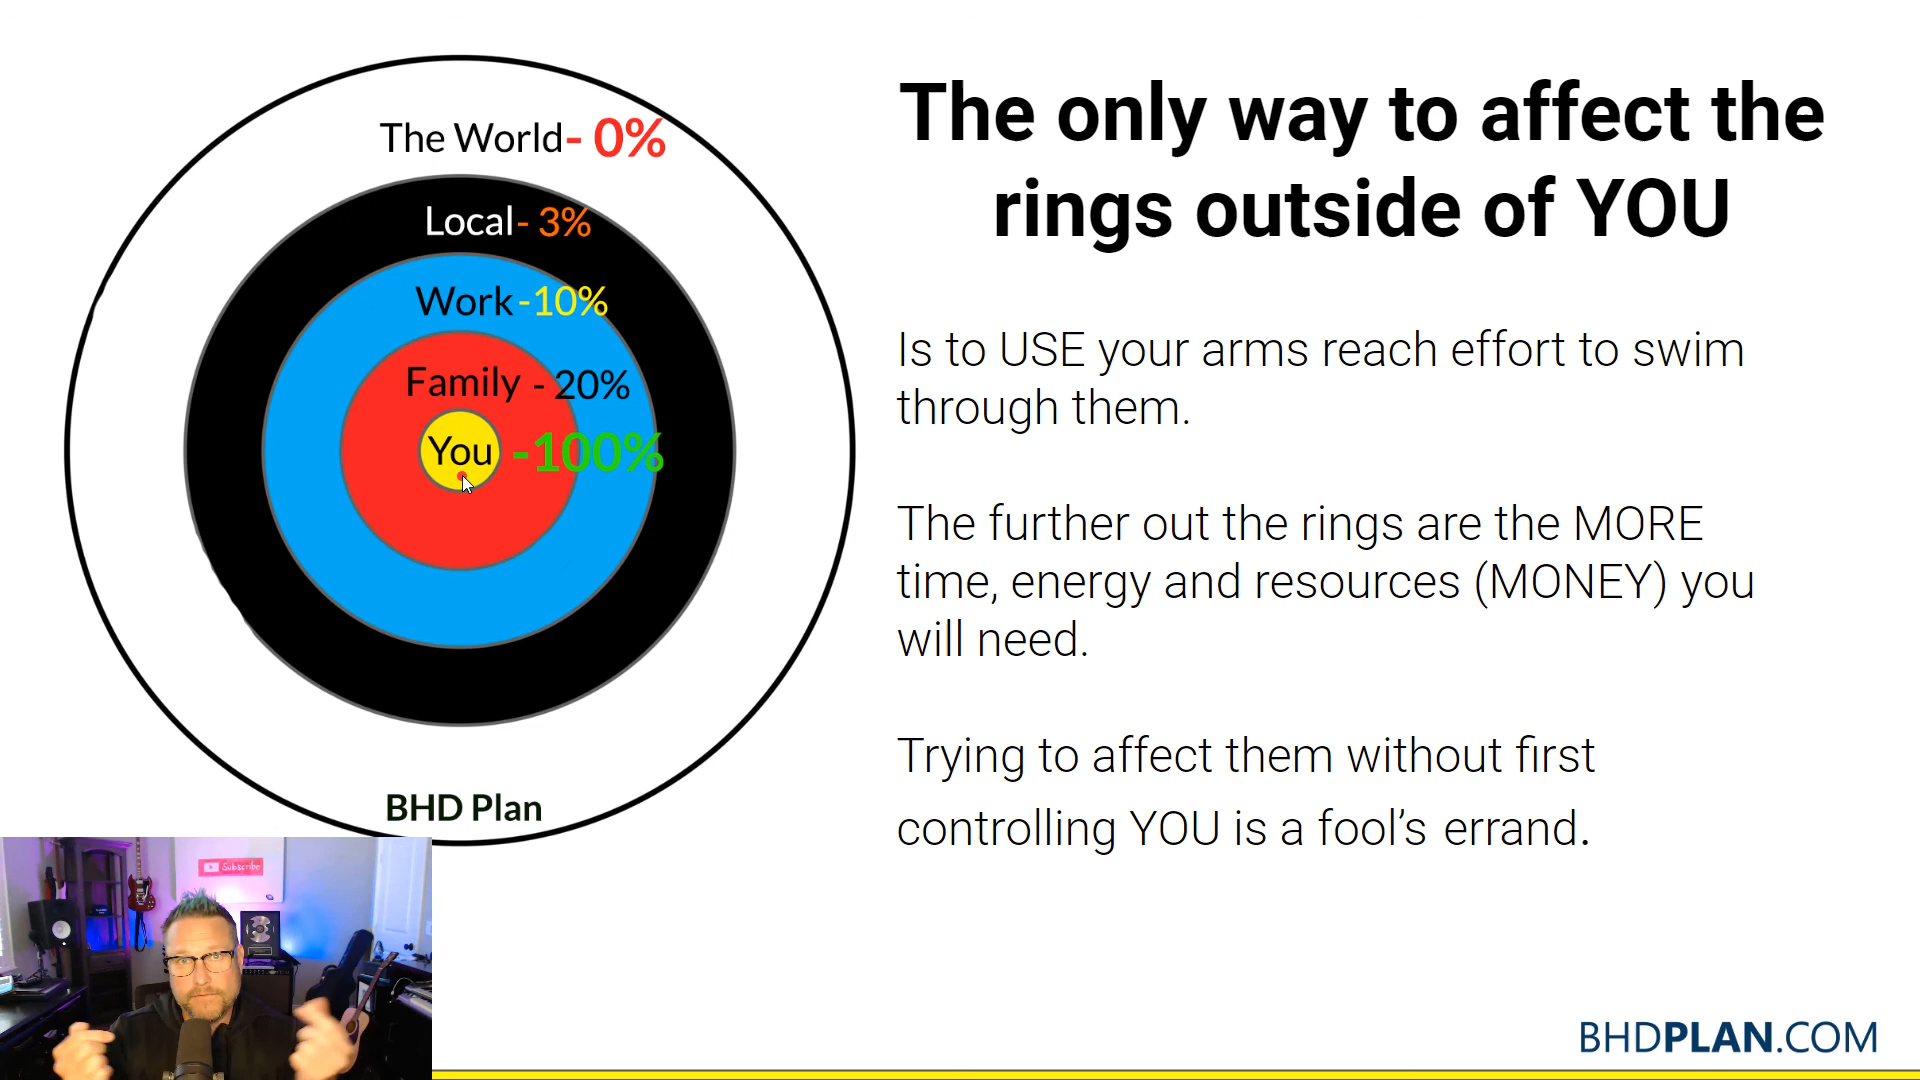 The World- 0%
Local- 3%
Work-10%
Family - 20%
You -100%
BHD Plan
The only way to affect the
rings outside of YOU
Is to USE your arms reach effort to swim
through them.
The further out the rings are the MORE
time, energy and resources (MONEY) you
will need.
Trying to affect them without first
controlling YOU is a fool’s errand.
Subscribe
BHDPLAN.COM